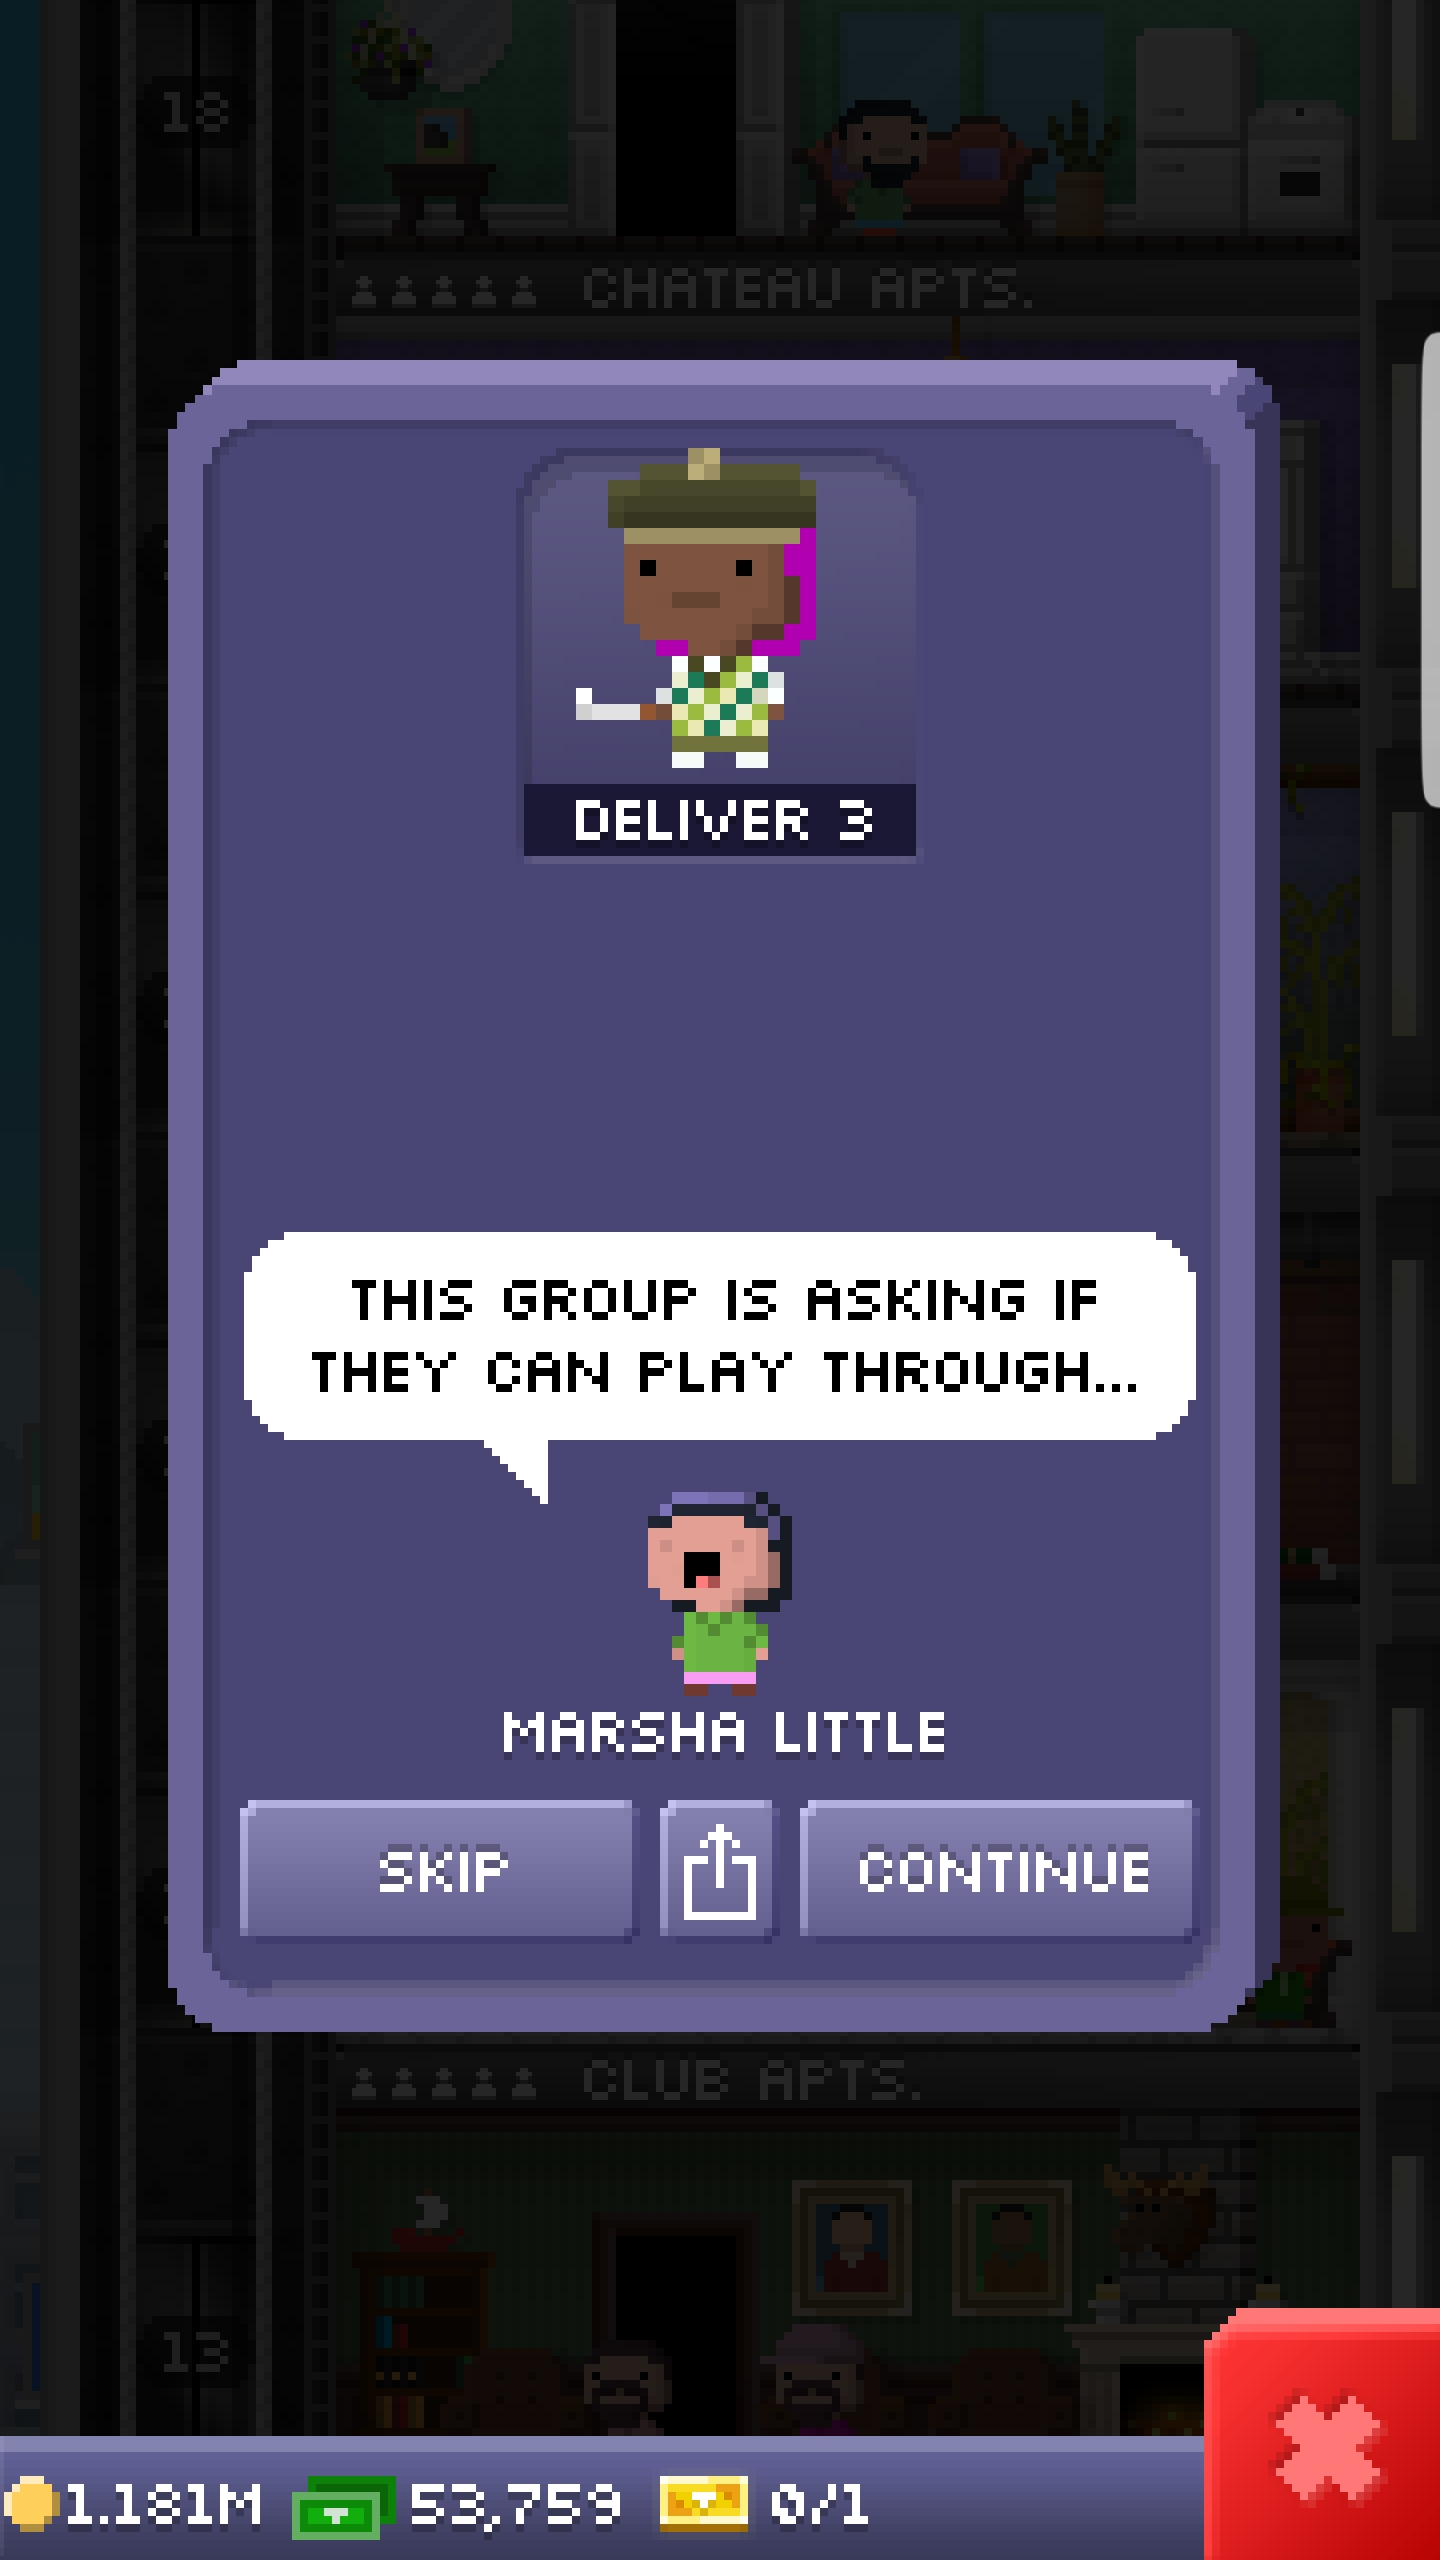 18
CHATEAU APTS.
DELIVER 3
THIS GROUP IS ASKING IF
THEY CAN PLAY THROUGH...
MARSHA LITTLE
SKIP
CONTINUE
CLUB APTS.
13
1.181M 53,759 0/1